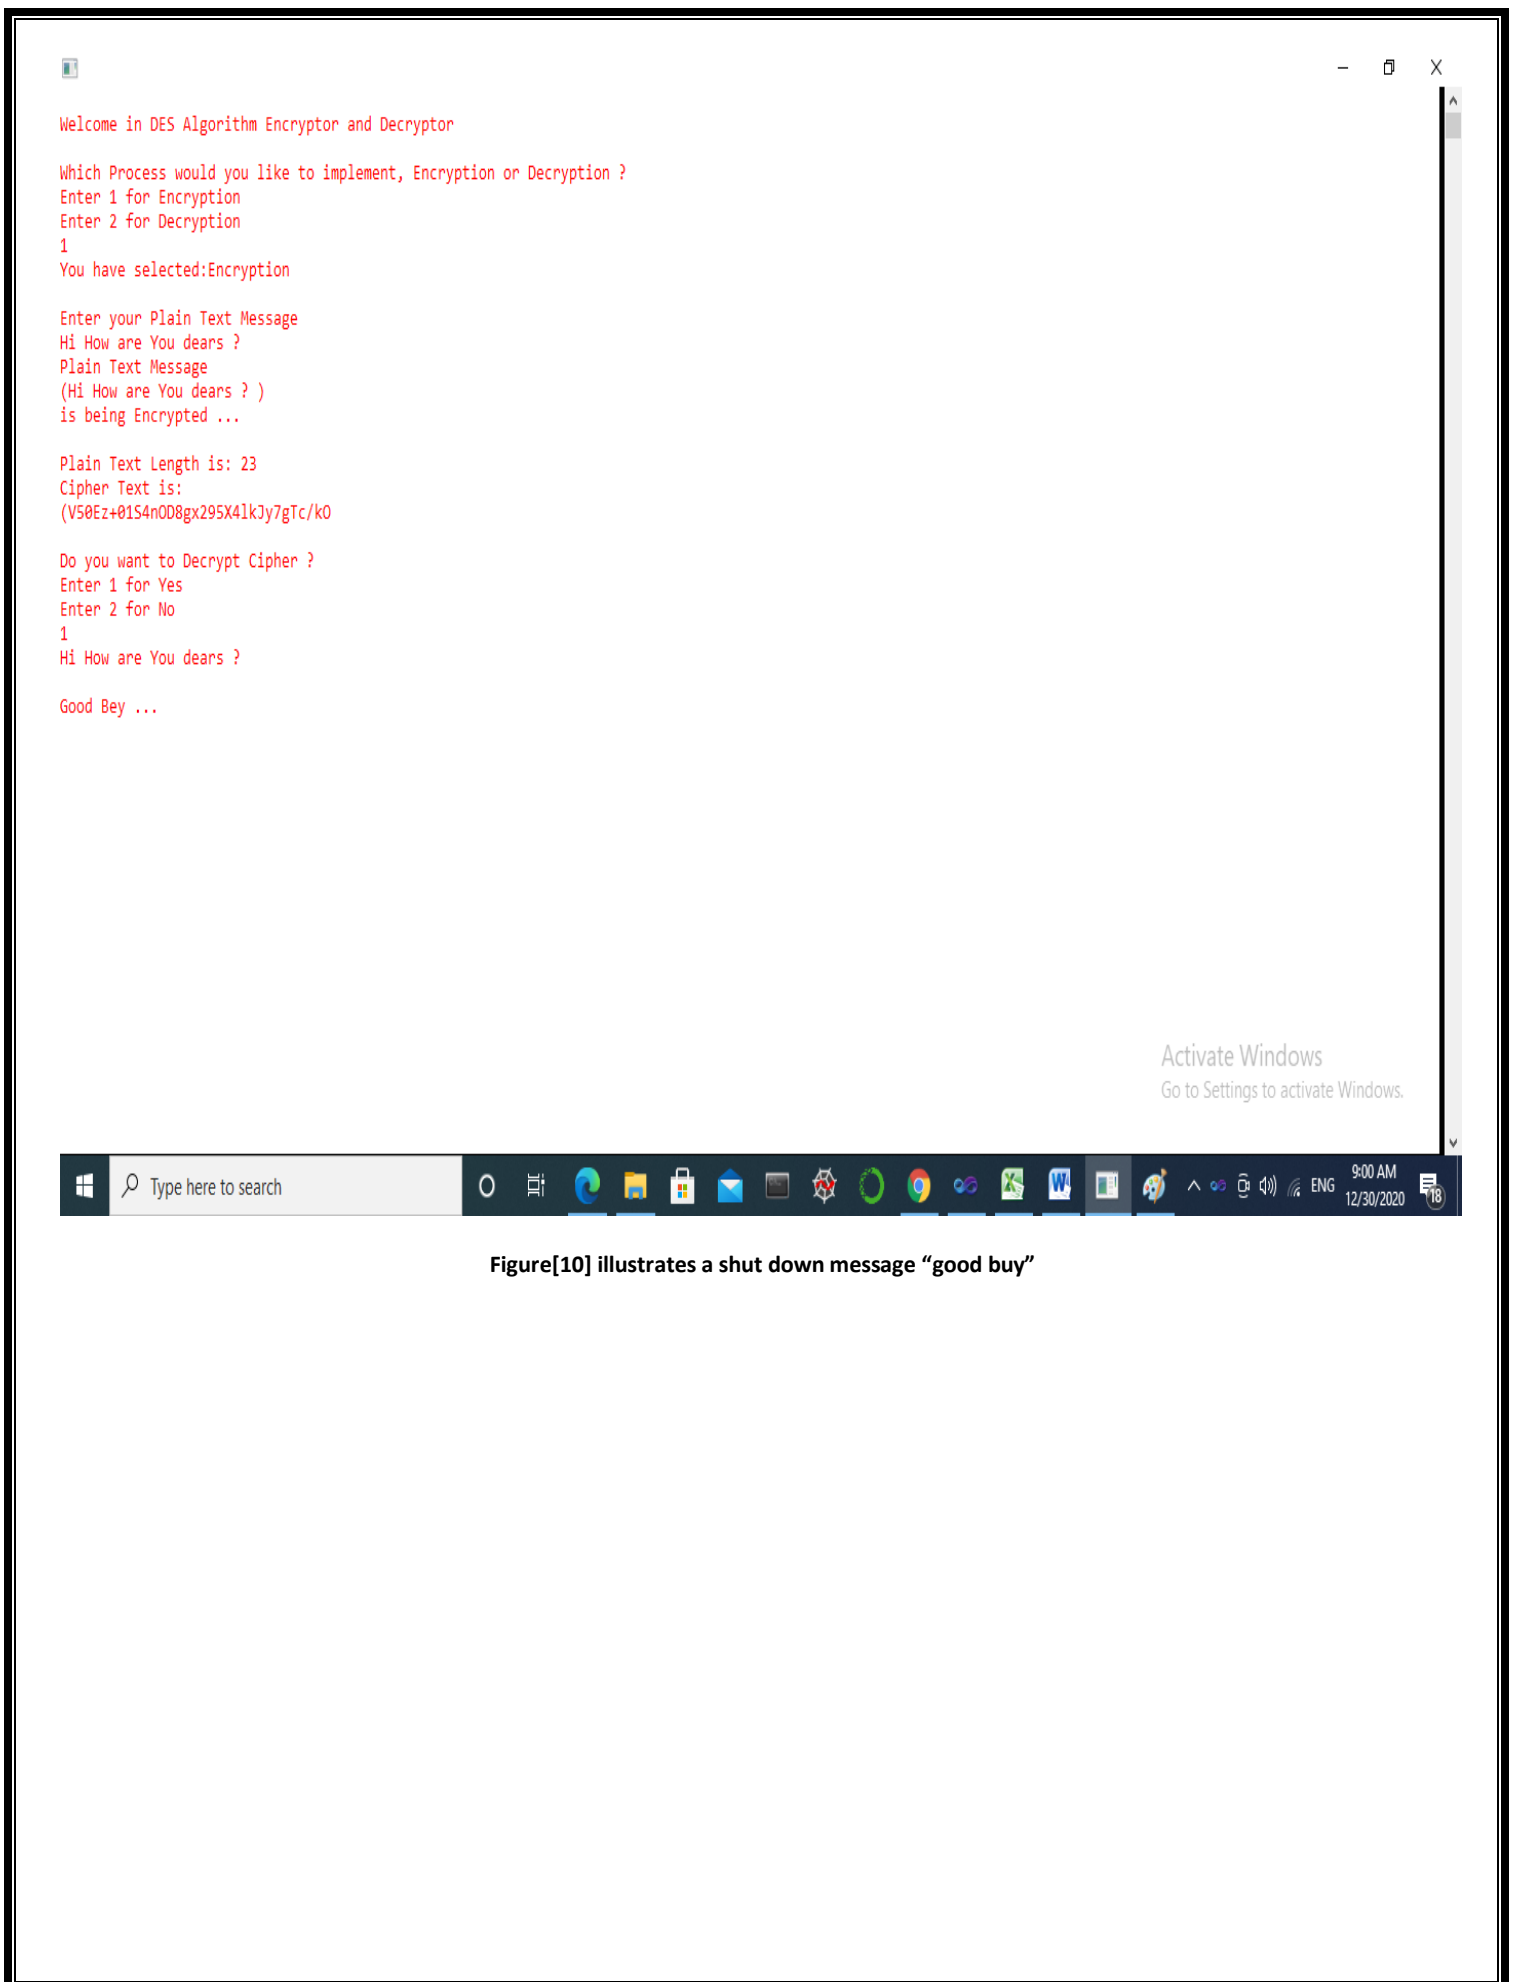 Welcome in DES Algorithm Encryptor and Decryptor
Which Process would you like to implement, Encryption or Decryption ?
Enter 1 for Encryption
Enter 2 for Decryption
1
You have selected:Encryption
Enter your Plain Text Message
Hi How are You dears ?
Plain Text Message
(Hi How are You dears ? )
is being Encrypted ...
Plain Text Length is: 23
Cipher Text is:
(V50Ez+01S4nOD8gx295X4lkJy7gTc/kO
Do you want to Decrypt Cipher ?
Enter 1 for Yes
Enter 2 for No
1
Hi How are You dears ?
Good Bey ...
Activate Windows
Go to Settings to activate Windows.
Type here to search
ENG
9:00 AM
12/30/2020
18
Figure[10] illustrates a shut down message “good buy”